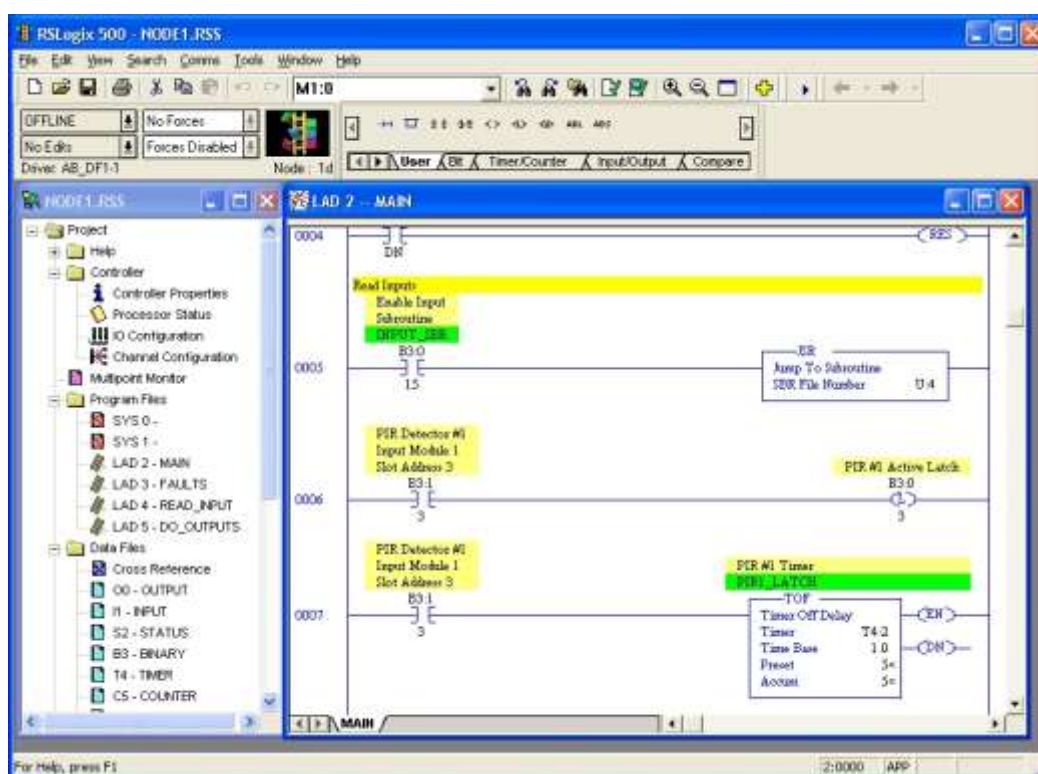 RSLogix 500 - NODE1.RSS
File Edit View Search Comms Tools Window Help
M1:0
OFFLINE No Forces
No Edits Forces Disabled
Driver: AB_DF1-1 Node : 1d
ABL ABS
User Bit Timer/Counter Input/Output Compare
NODE1.RSS
Project
Help
Controller
Controller Properties
Processor Status
IO Configuration
Channel Configuration
Multipoint Monitor
Program Files
SYS 0 -
SYS 1 -
LAD 2 - MAIN
LAD 3 - FAULTS
LAD 4 - READ_INPUT
LAD 5 - DO_OUTPUTS
Data Files
Cross Reference
O0 - OUTPUT
I1 - INPUT
S2 - STATUS
B3 - BINARY
T4 - TIMER
C5 - COUNTER
LAD 2 -- MAIN
0004
DN
RES
Read Inputs
Enable Input
Subroutine
INPUT_SBR
B3:0
0005
15
Jump To Subroutine
SBR File Number U:4
PIR Detector #1
Input Module 1
Slot Address 3
B3:1
0006
3
PIR #1 Active Latch
B3:0
L
3
PIR Detector #1
Input Module 1
Slot Address 3
B3:1
0007
3
PIR #1 Timer
PIR1_LATCH
TOF
Timer Off Delay EN
Timer T4:2
Time Base 1.0 DN
Preset 5<
Accum 5<
MAIN
For Help, press F1
2:0000 APP